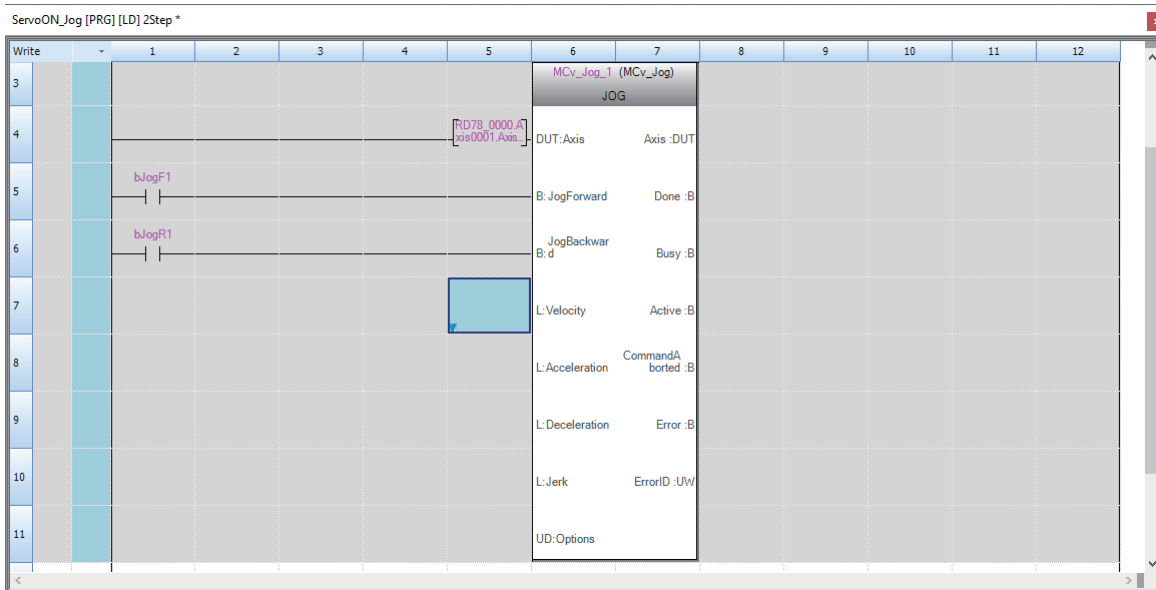 ServoON_Jog [PRG] [LD] 2Step *
Write 1 2 3 4 5 6 7 8 9 10 11 12
3 MCv_Jog_1 (MCv_Jog)
JOG
4 RD78_0000.A
xis0001.Axis.. DUT:Axis Axis :DUT
bJogF1
5 B: JogForward Done :B
bJogR1
6 JogBackwar
B: d Busy :B
7 L:Velocity Active :B
8 L:Acceleration CommandA
borted :B
9 L:Deceleration Error :B
10 L:Jerk ErrorID :UW
11 UD:Options